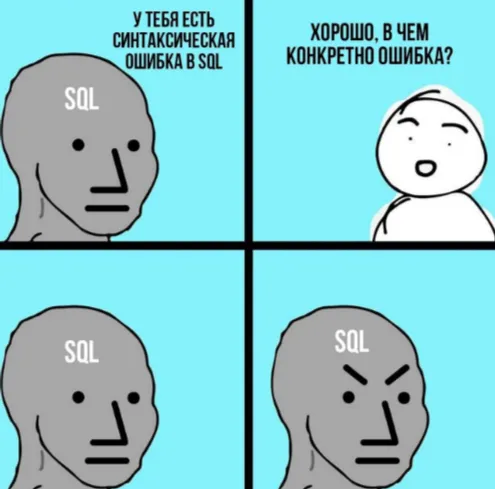 У ТЕБЯ ЕСТЬ
СИНТАКСИЧЕСКАЯ
ОШИБКА В SQL
SQL
ХОРОШО, В ЧЕМ
КОНКРЕТНО ОШИБКА?
SQL
SQL